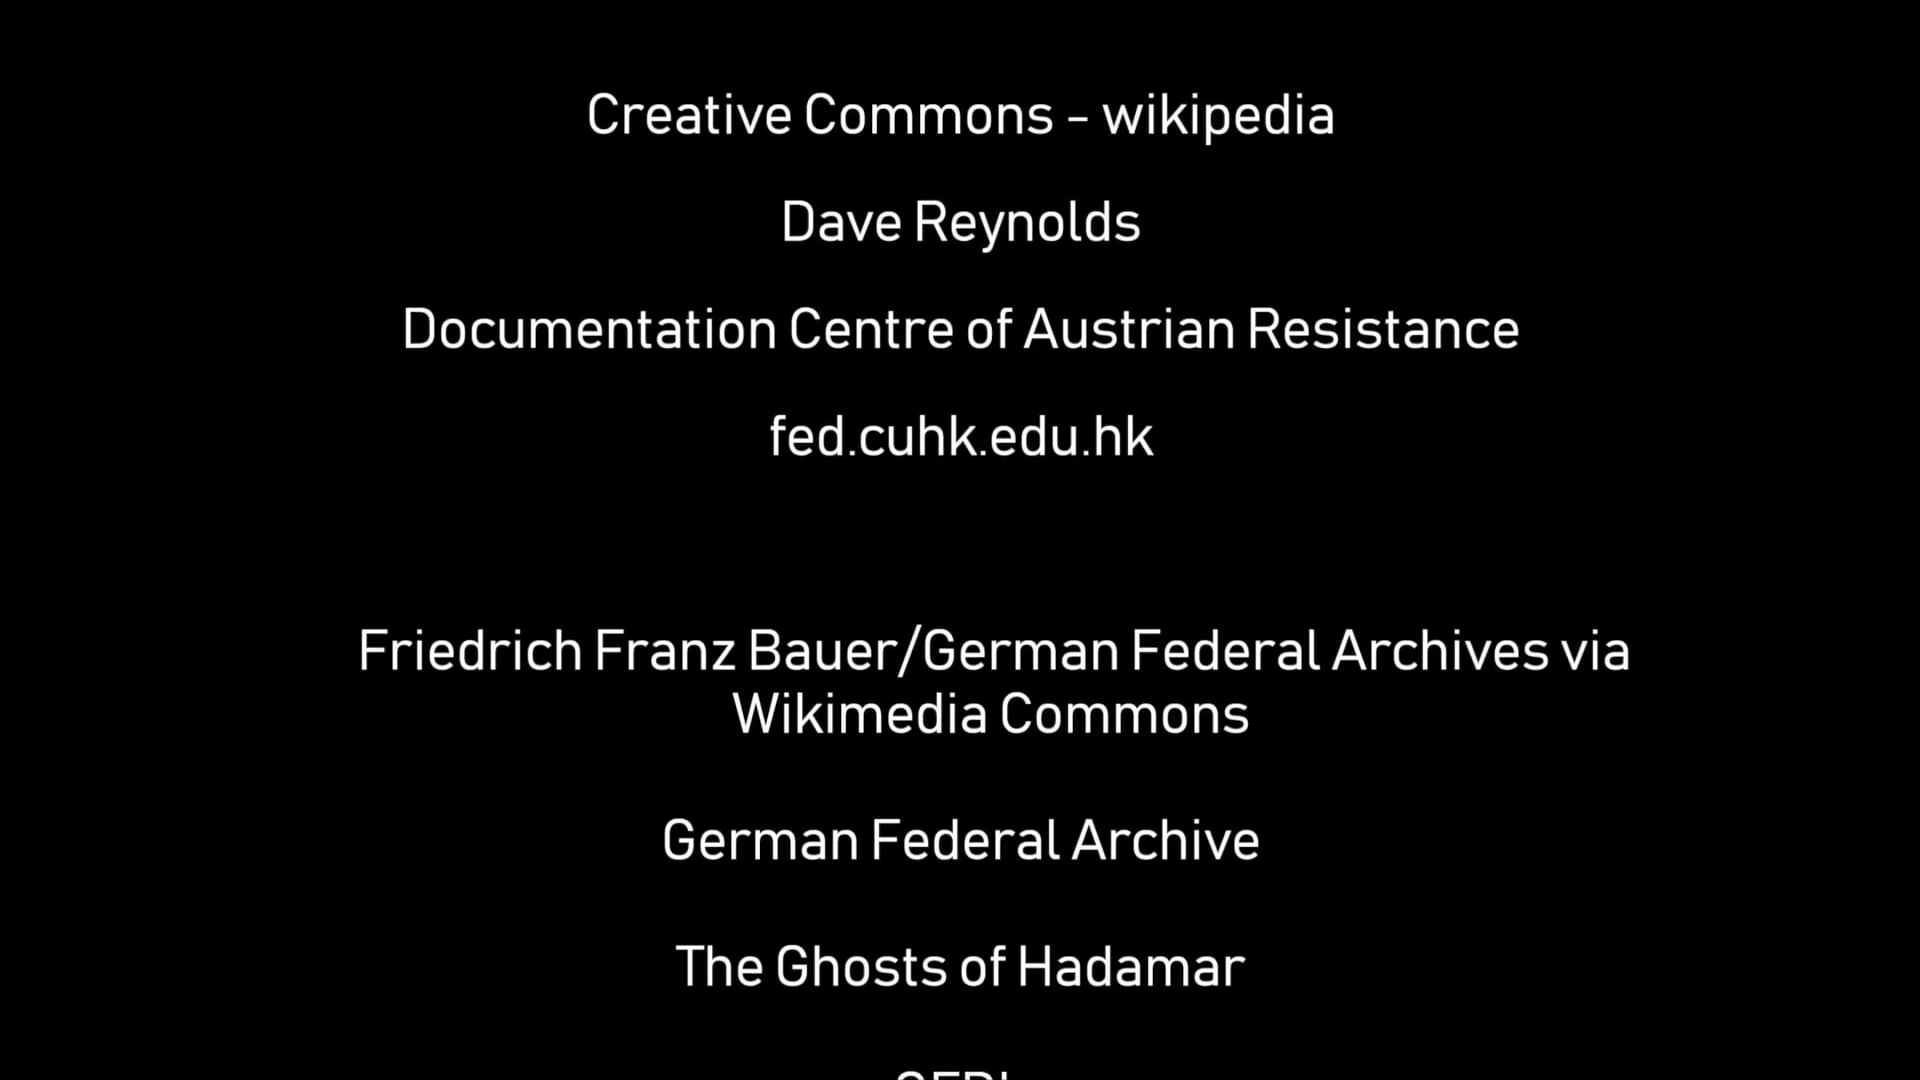 Creative Commons - wikipedia
Dave Reynolds
Documentation Centre of Austrian Resistance
fed.cuhk.edu.hk
Friedrich Franz Bauer/German Federal Archives via
Wikimedia Commons
German Federal Archive
The Ghosts of Hadamar